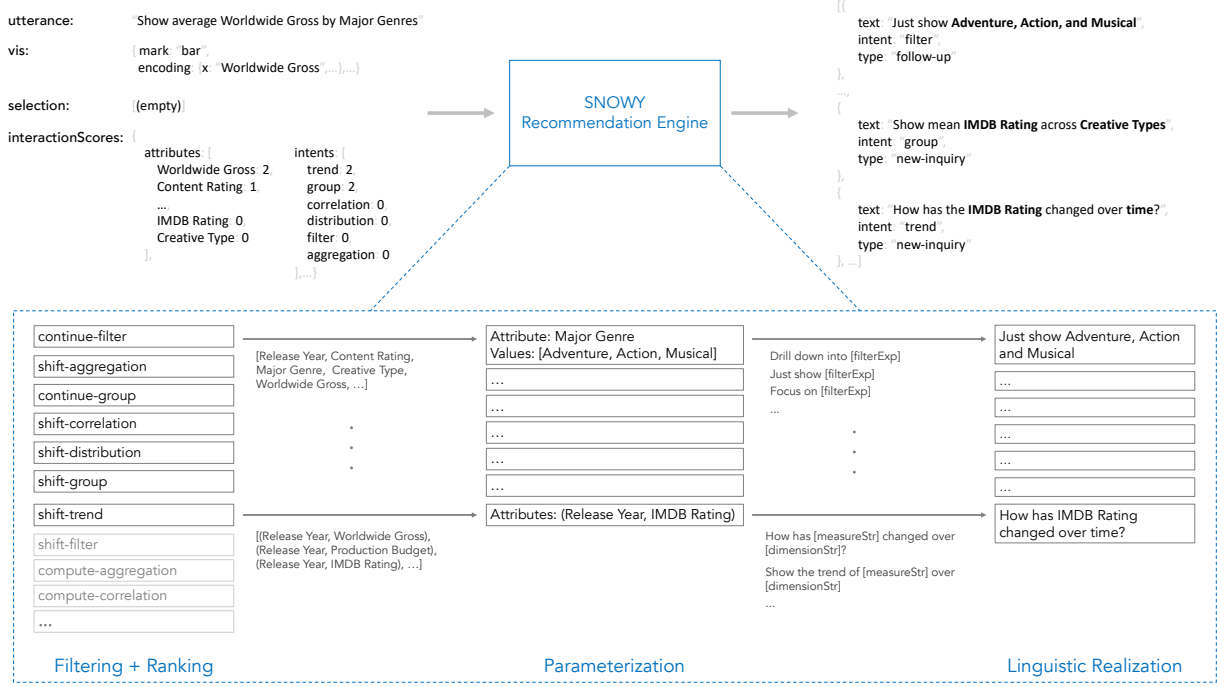 utterance: "Show average Worldwide Gross by Major Genres"
vis: { mark: "bar",
encoding: {x: "Worldwide Gross",...},...}
selection: [(empty)]
interactionScores: {
attributes: [
Worldwide Gross: 2,
Content Rating: 1,
...,
IMDB Rating: 0,
Creative Type: 0
],
intents: [
trend: 2,
group: 2,
correlation: 0,
distribution: 0,
filter: 0,
aggregation: 0
],...}
SNOWY
Recommendation Engine
[{
text: "Just show Adventure, Action, and Musical",
intent: "filter",
type: "follow-up"
},
...,
{
text: "Show mean IMDB Rating across Creative Types",
intent: "group",
type: "new-inquiry"
},
{
text: "How has the IMDB Rating changed over time?",
intent: "trend",
type: "new-inquiry"
}, ...]
continue-filter
shift-aggregation
continue-group
shift-correlation
shift-distribution
shift-group
shift-trend
shift-filter
compute-aggregation
compute-correlation
...
[Release Year, Content Rating,
Major Genre, Creative Type,
Worldwide Gross, ...]
[(Release Year, Worldwide Gross),
(Release Year, Production Budget),
(Release Year, IMDB Rating), ...]
Attribute: Major Genre
Values: [Adventure, Action, Musical]
...
...
...
...
...
Attributes: (Release Year, IMDB Rating)
Drill down into [filterExp]
Just show [filterExp]
Focus on [filterExp]
...
How has [measureStr] changed over
[dimensionStr]?
Show the trend of [measureStr] over
[dimensionStr]
...
Just show Adventure, Action
and Musical
...
...
...
...
...
How has IMDB Rating
changed over time?
Filtering + Ranking
Parameterization
Linguistic Realization